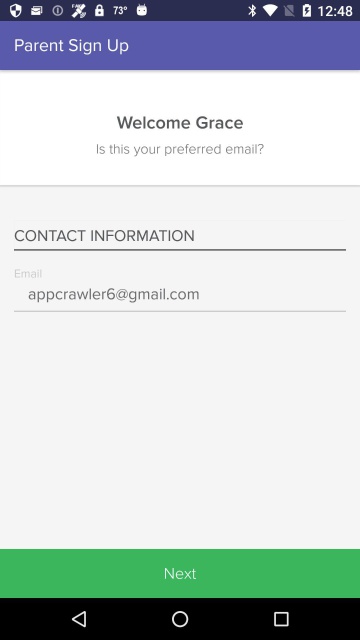 73°
12:48
Parent Sign Up
Welcome Grace
Is this your preferred email?
CONTACT INFORMATION
Email
appcrawler6@gmail.com
Next